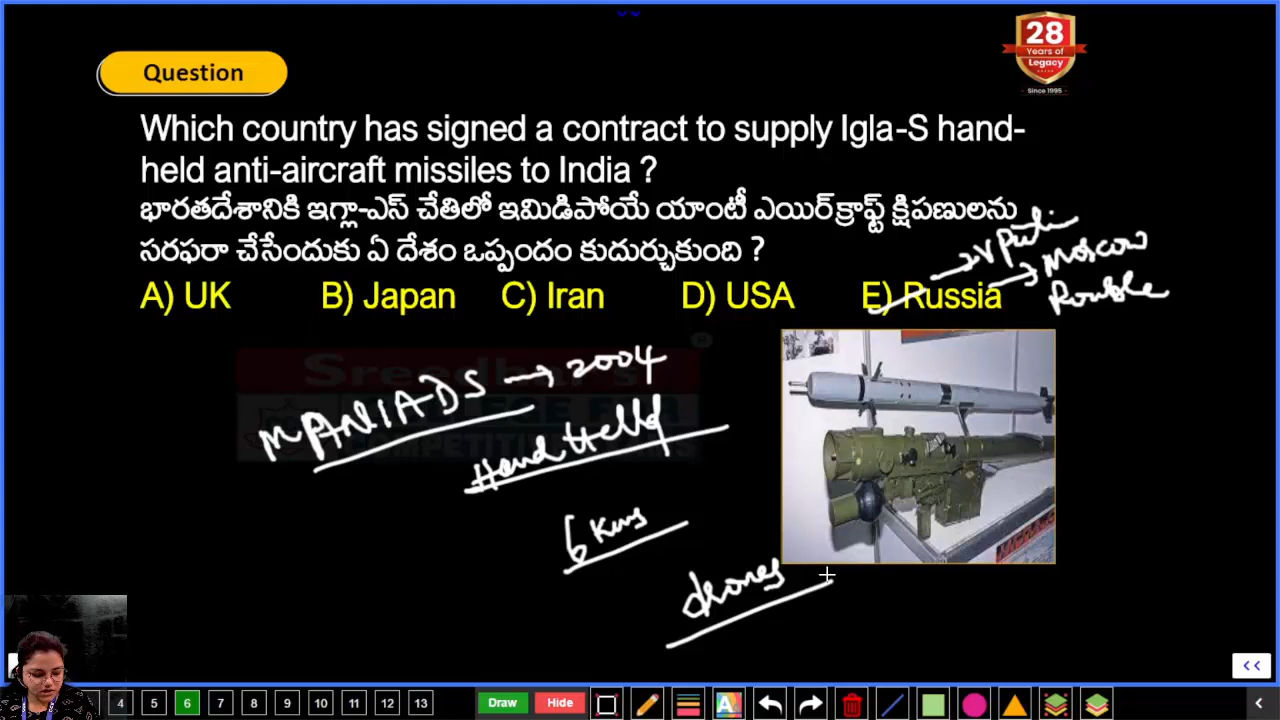 28
Years of
Legacy
Since 1995
Question
Which country has signed a contract to supply Igla-S hand-
held anti-aircraft missiles to India ?
భారతదేశానికి ఇగ్లా-ఎస్ చేతిలో ఇమిడిపోయే యాంటీ ఎయిర్‌క్రాఫ్ట్ క్షిపణులను
సరఫరా చేసేందుకు ఏ దేశం ఒప్పందం కుదుర్చుకుంది ?
→ V Putin
→ Moscow
Rouble
A) UK B) Japan C) Iran D) USA E) Russia
MANIADS → 2004
Hand Held
6 Kms
drones
<<
4 5 6 7 8 9 10 11 12 13 Draw Hide